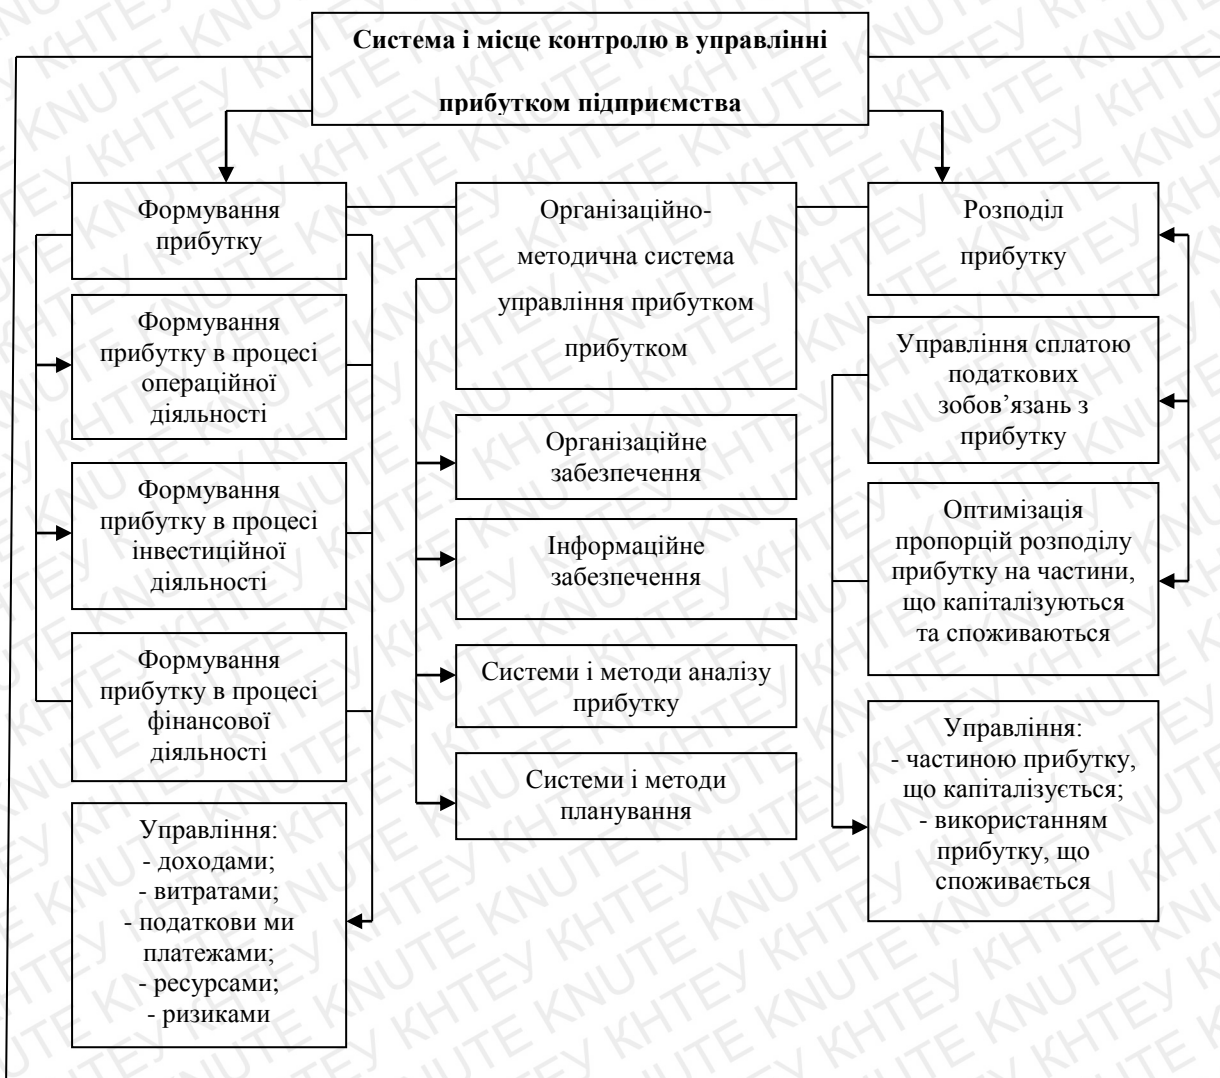 Система і місце контролю в управлінні
прибутком підприємства
Формування
прибутку
Формування
прибутку в процесі
операційної
діяльності
Формування
прибутку в процесі
інвестиційної
діяльності
Формування
прибутку в процесі
фінансової
діяльності
Управління:
- доходами;
- витратами;
- податкови ми
платежами;
- ресурсами;
- ризиками
Організаційно-
методична система
управління прибутком
прибутком
Організаційне
забезпечення
Інформаційне
забезпечення
Системи і методи аналізу
прибутку
Системи і методи
планування
Розподіл
прибутку
Управління сплатою
податкових
зобов’язань з
прибутку
Оптимізація
пропорцій розподілу
прибутку на частини,
що капіталізуються
та споживаються
Управління:
- частиною прибутку,
що капіталізується;
- використанням
прибутку, що
споживається